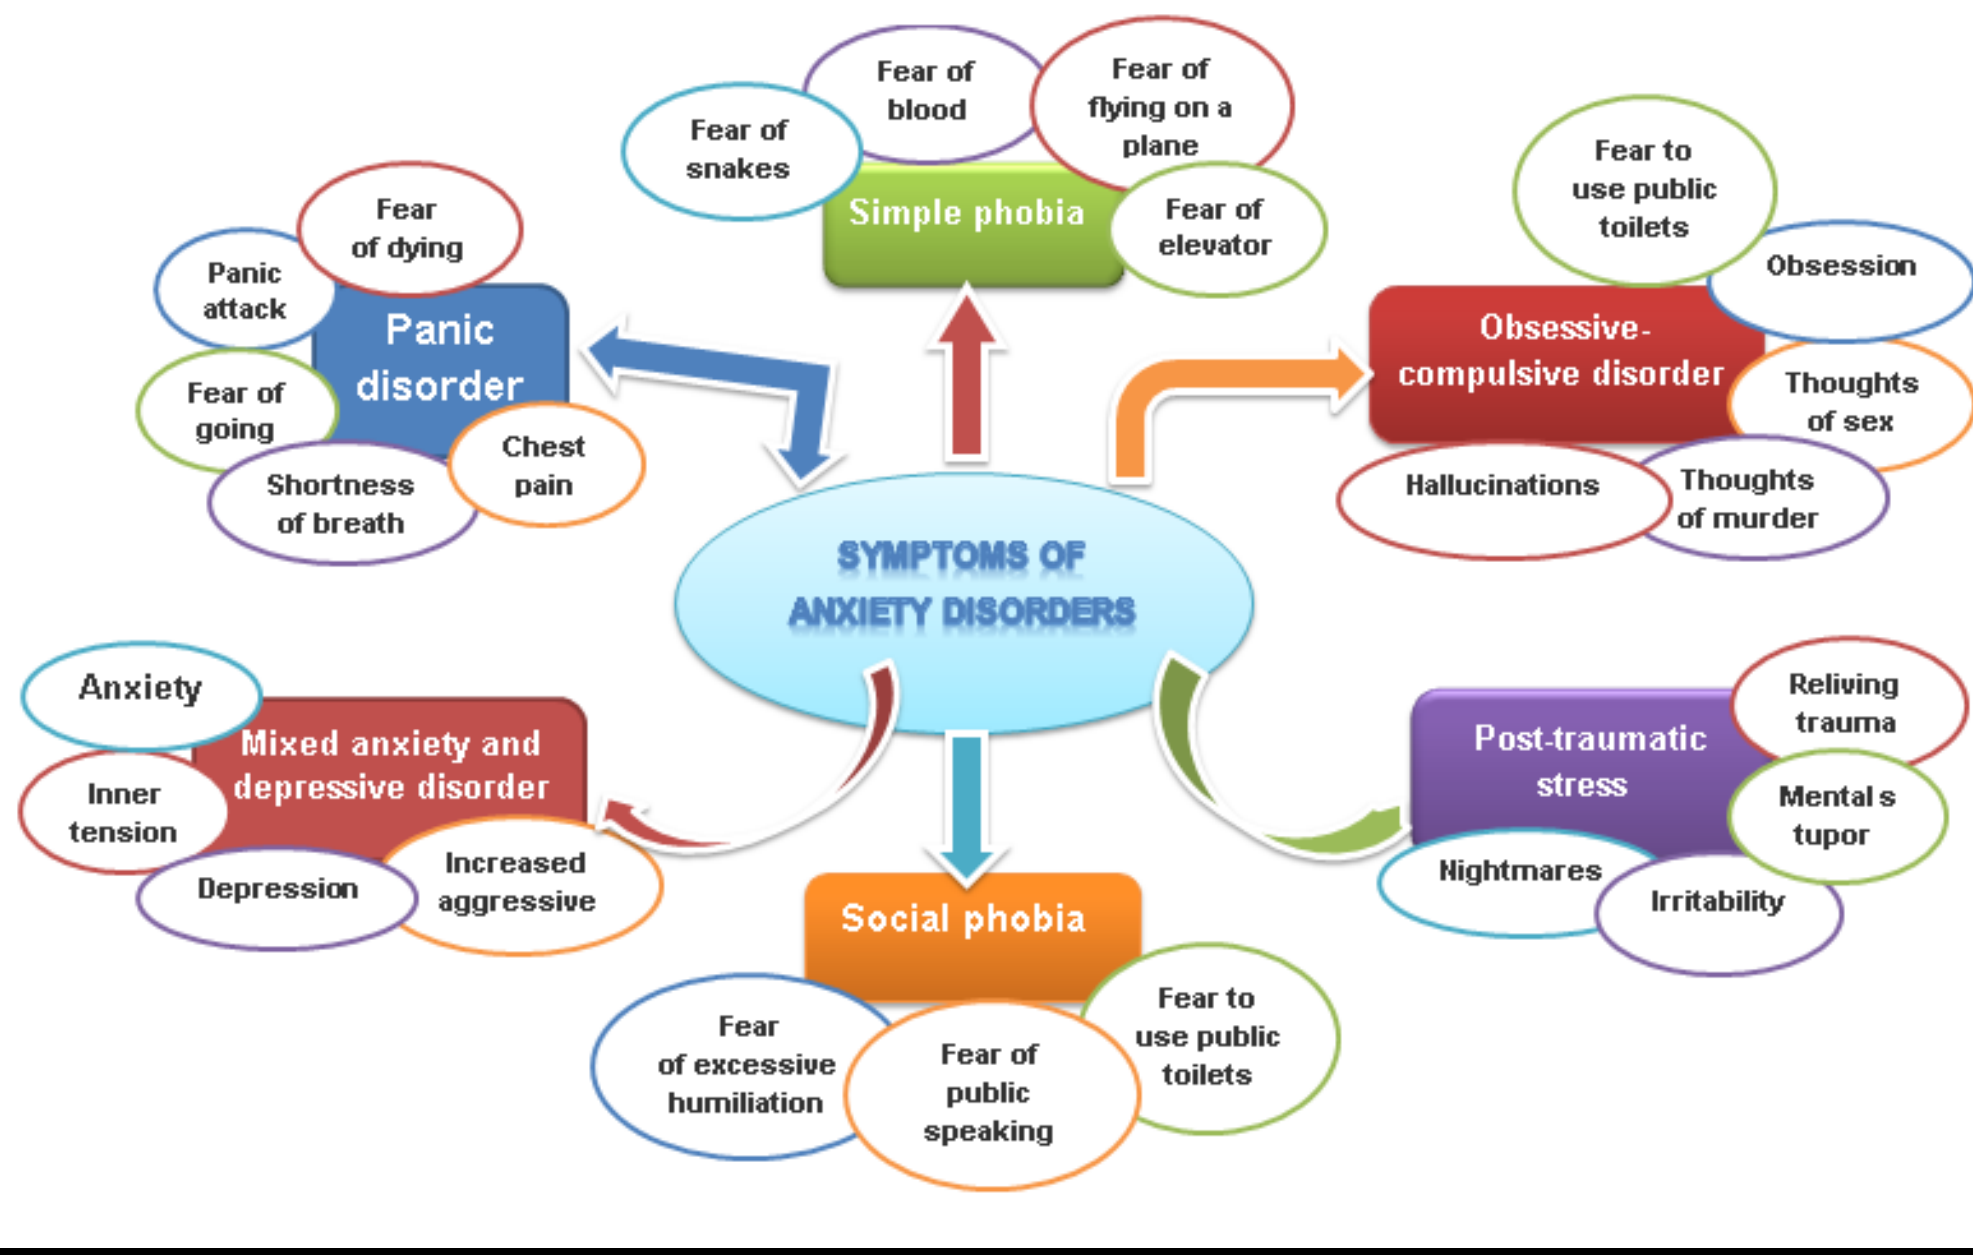 Fear of
blood
Fear of
flying on a
plane
Fear of
snakes
Simple phobia
Fear of
elevator
Fear
of dying
Panic
attack
Panic
disorder
Fear of
going
Shortness
of breath
Chest
pain
Fear to
use public
toilets
Obsession
Obsessive-
compulsive disorder
Thoughts
of sex
Hallucinations
Thoughts
of murder
SYMPTOMS OF
ANXIETY DISORDERS
Anxiety
Mixed anxiety and
depressive disorder
Inner
tension
Depression
Increased
aggressive
Reliving
trauma
Post-traumatic
stress
Mental s
tupor
Nightmares
Irritability
Social phobia
Fear
of excessive
humiliation
Fear of
public
speaking
Fear to
use public
toilets